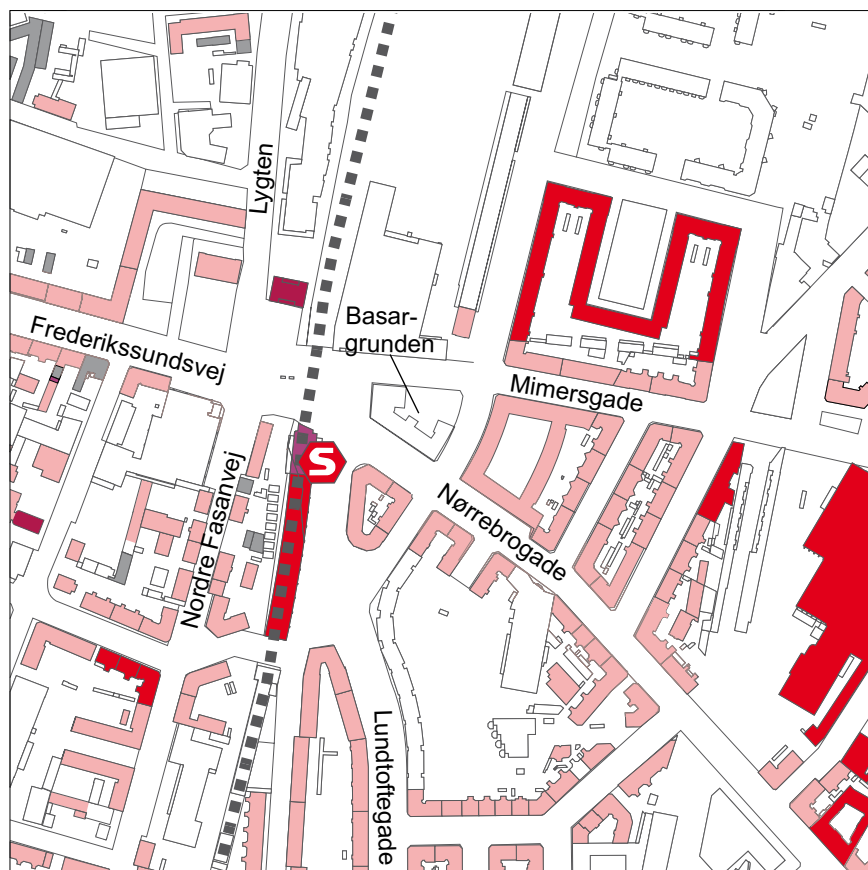 Lygten
Basar-
grunden
Frederikssundsvej
Mimersgade
S
Nordre Fasanvej
Nørrebrogade
Lundtoftegade